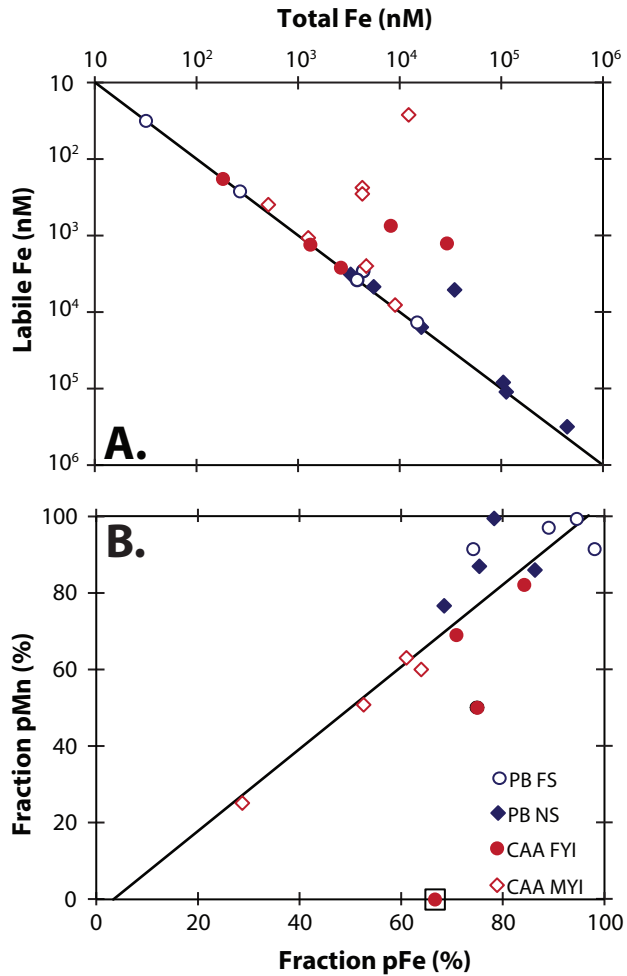 Total Fe (nM)
10 10² 10³ 10⁴ 10⁵ 10⁶
Labile Fe (nM)
10
10²
10³
10⁴
10⁵
10⁶
A.
B.
Fraction pMn (%)
100
80
60
40
20
0
PB FS
PB NS
CAA FYI
CAA MYI
0 20 40 60 80 100
Fraction pFe (%)